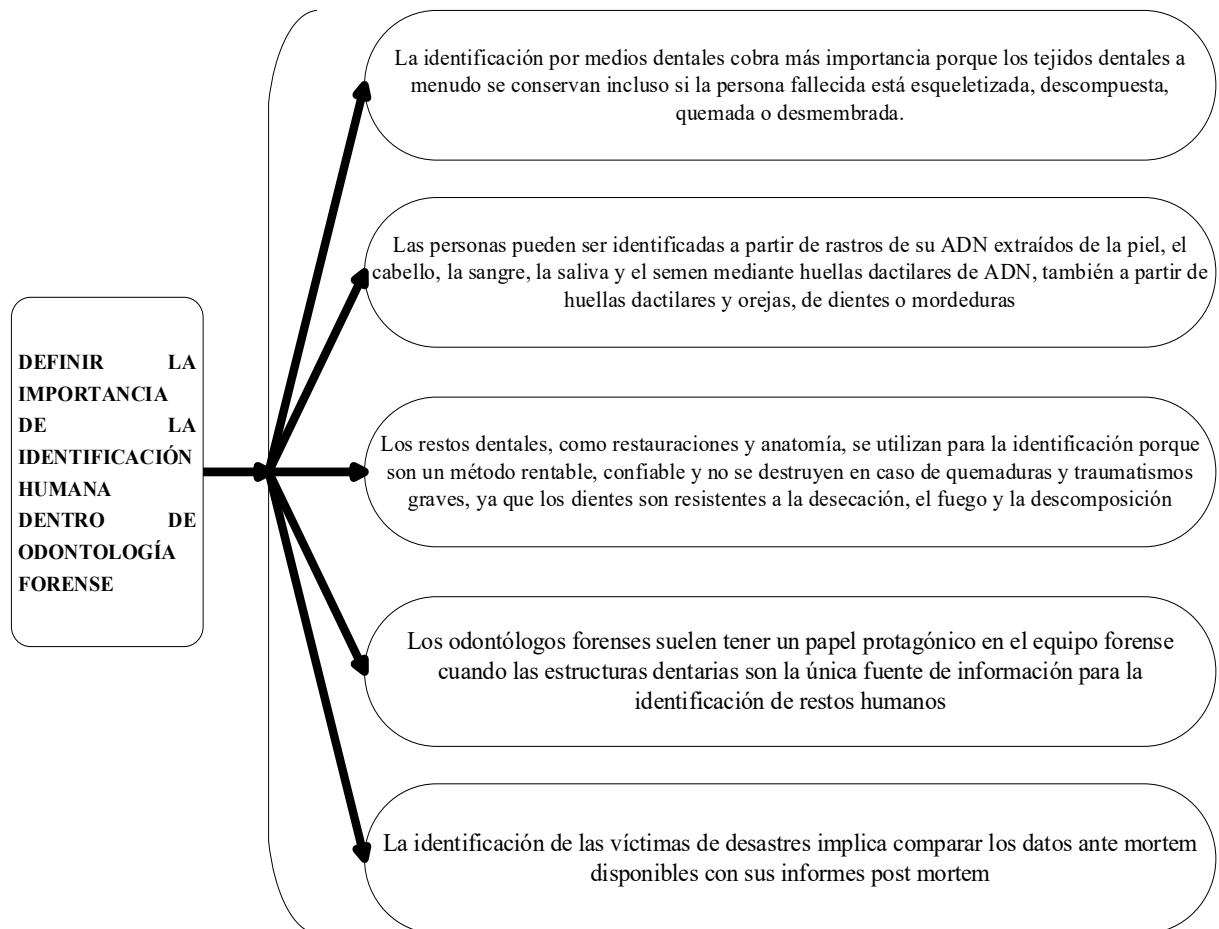 DEFINIR LA
IMPORTANCIA
DE LA
IDENTIFICACIÓN
HUMANA
DENTRO DE
ODONTOLOGÍA
FORENSE
La identificación por medios dentales cobra más importancia porque los tejidos dentales a
menudo se conservan incluso si la persona fallecida está esqueletizada, descompuesta,
quemada o desmembrada.
Las personas pueden ser identificadas a partir de rastros de su ADN extraídos de la piel, el
cabello, la sangre, la saliva y el semen mediante huellas dactilares de ADN, también a partir de
huellas dactilares y orejas, de dientes o mordeduras
Los restos dentales, como restauraciones y anatomía, se utilizan para la identificación porque
son un método rentable, confiable y no se destruyen en caso de quemaduras y traumatismos
graves, ya que los dientes son resistentes a la desecación, el fuego y la descomposición
Los odontólogos forenses suelen tener un papel protagónico en el equipo forense
cuando las estructuras dentarias son la única fuente de información para la
identificación de restos humanos
La identificación de las víctimas de desastres implica comparar los datos ante mortem
disponibles con sus informes post mortem